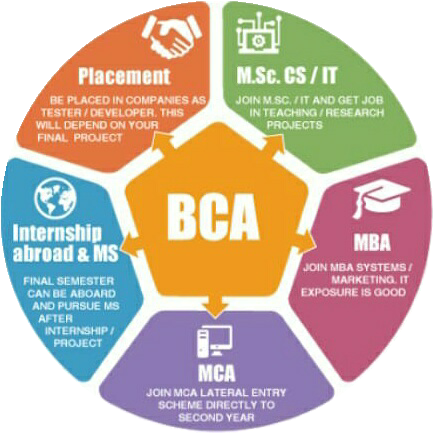 Placement
BE PLACED IN COMPANIES AS
TESTER / DEVELOPER. THIS
WILL DEPEND ON YOUR
FINAL PROJECT
M.Sc. CS / IT
JOIN M.SC. / IT AND GET JOB
IN TEACHING / RESEARCH
PROJECTS
BCA
Internship
abroad & MS
FINAL SEMESTER
CAN BE ABOARD
AND PURSUE MS
AFTER
INTERNSHIP /
PROJECT
MBA
JOIN MBA SYSTEMS /
MARKETING. IT
EXPOSURE IS GOOD
MCA
JOIN MCA LATERAL ENTRY
SCHEME DIRECTLY TO
SECOND YEAR